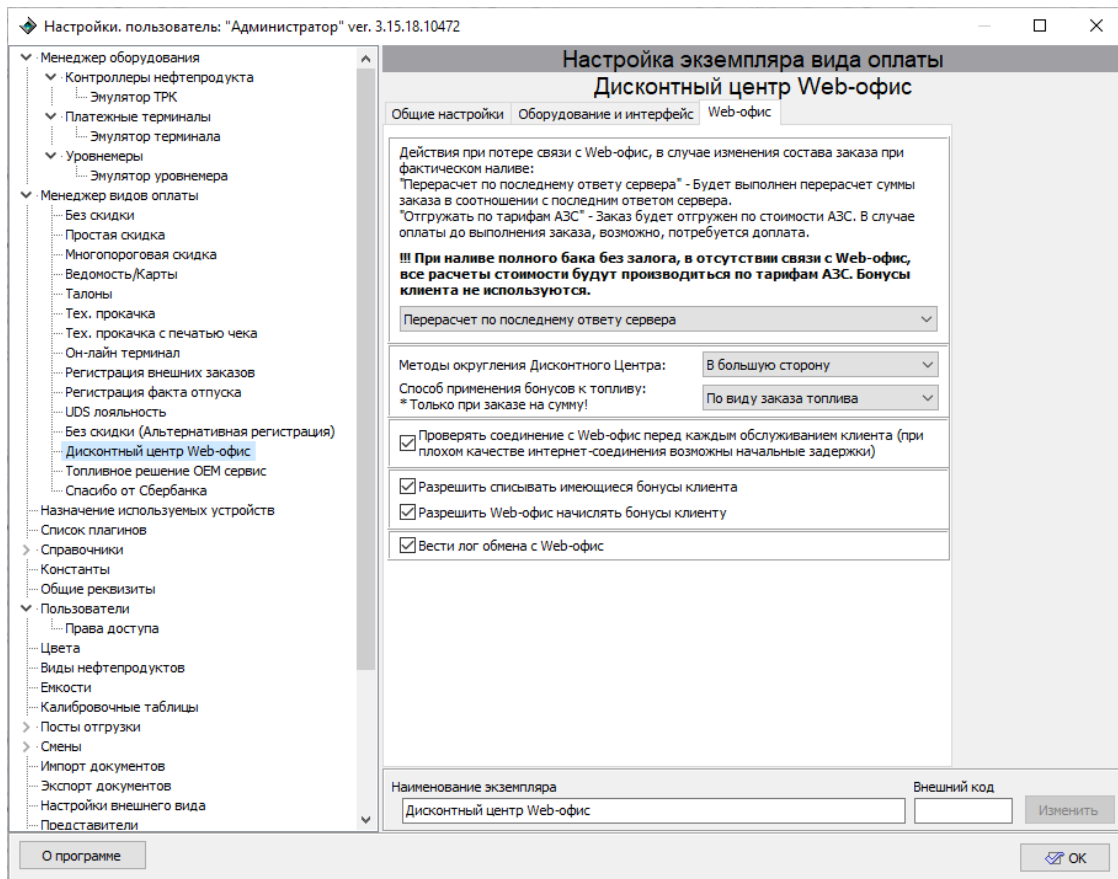 Настройки. пользователь: "Администратор" ver. 3.15.18.10472
Менеджер оборудования
Контроллеры нефтепродукта
Эмулятор ТРК
Платежные терминалы
Эмулятор терминала
Уровнемеры
Эмулятор уровнемера
Менеджер видов оплаты
Без скидки
Простая скидка
Многопороговая скидка
Ведомость/Карты
Талоны
Тех. прокачка
Тех. прокачка с печатью чека
Он-лайн терминал
Регистрация внешних заказов
Регистрация факта отпуска
UDS лояльность
Без скидки (Альтернативная регистрация)
Дисконтный центр Web-офис
Топливное решение OEM сервис
Спасибо от Сбербанка
Назначение используемых устройств
Список плагинов
Справочники
Константы
Общие реквизиты
Пользователи
Права доступа
Цвета
Виды нефтепродуктов
Емкости
Калибровочные таблицы
Посты отгрузки
Смены
Импорт документов
Экспорт документов
Настройки внешнего вида
Представители
Настройка экземпляра вида оплаты
Дисконтный центр Web-офис
Общие настройки Оборудование и интерфейс Web-офис
Действия при потере связи с Web-офис, в случае изменения состава заказа при
фактическом наливе:
"Перерасчет по последнему ответу сервера" - Будет выполнен перерасчет суммы
заказа в соотношении с последним ответом сервера.
"Отгружать по тарифам АЗС" - Заказ будет отгружен по стоимости АЗС. В случае
оплаты до выполнения заказа, возможно, потребуется доплата.
!!! При наливе полного бака без залога, в отсутствии связи с Web-офис,
все расчеты стоимости будут производиться по тарифам АЗС. Бонусы
клиента не используются.
Перерасчет по последнему ответу сервера
Методы округления Дисконтного Центра: В большую сторону
Способ применения бонусов к топливу:
* Только при заказе на сумму! По виду заказа топлива
Проверять соединение с Web-офис перед каждым обслуживанием клиента (при
плохом качестве интернет-соединения возможны начальные задержки)
Разрешить списывать имеющиеся бонусы клиента
Разрешить Web-офис начислять бонусы клиенту
Вести лог обмена с Web-офис
Наименование экземпляра Внешний код
Дисконтный центр Web-офис Изменить
О программе OK